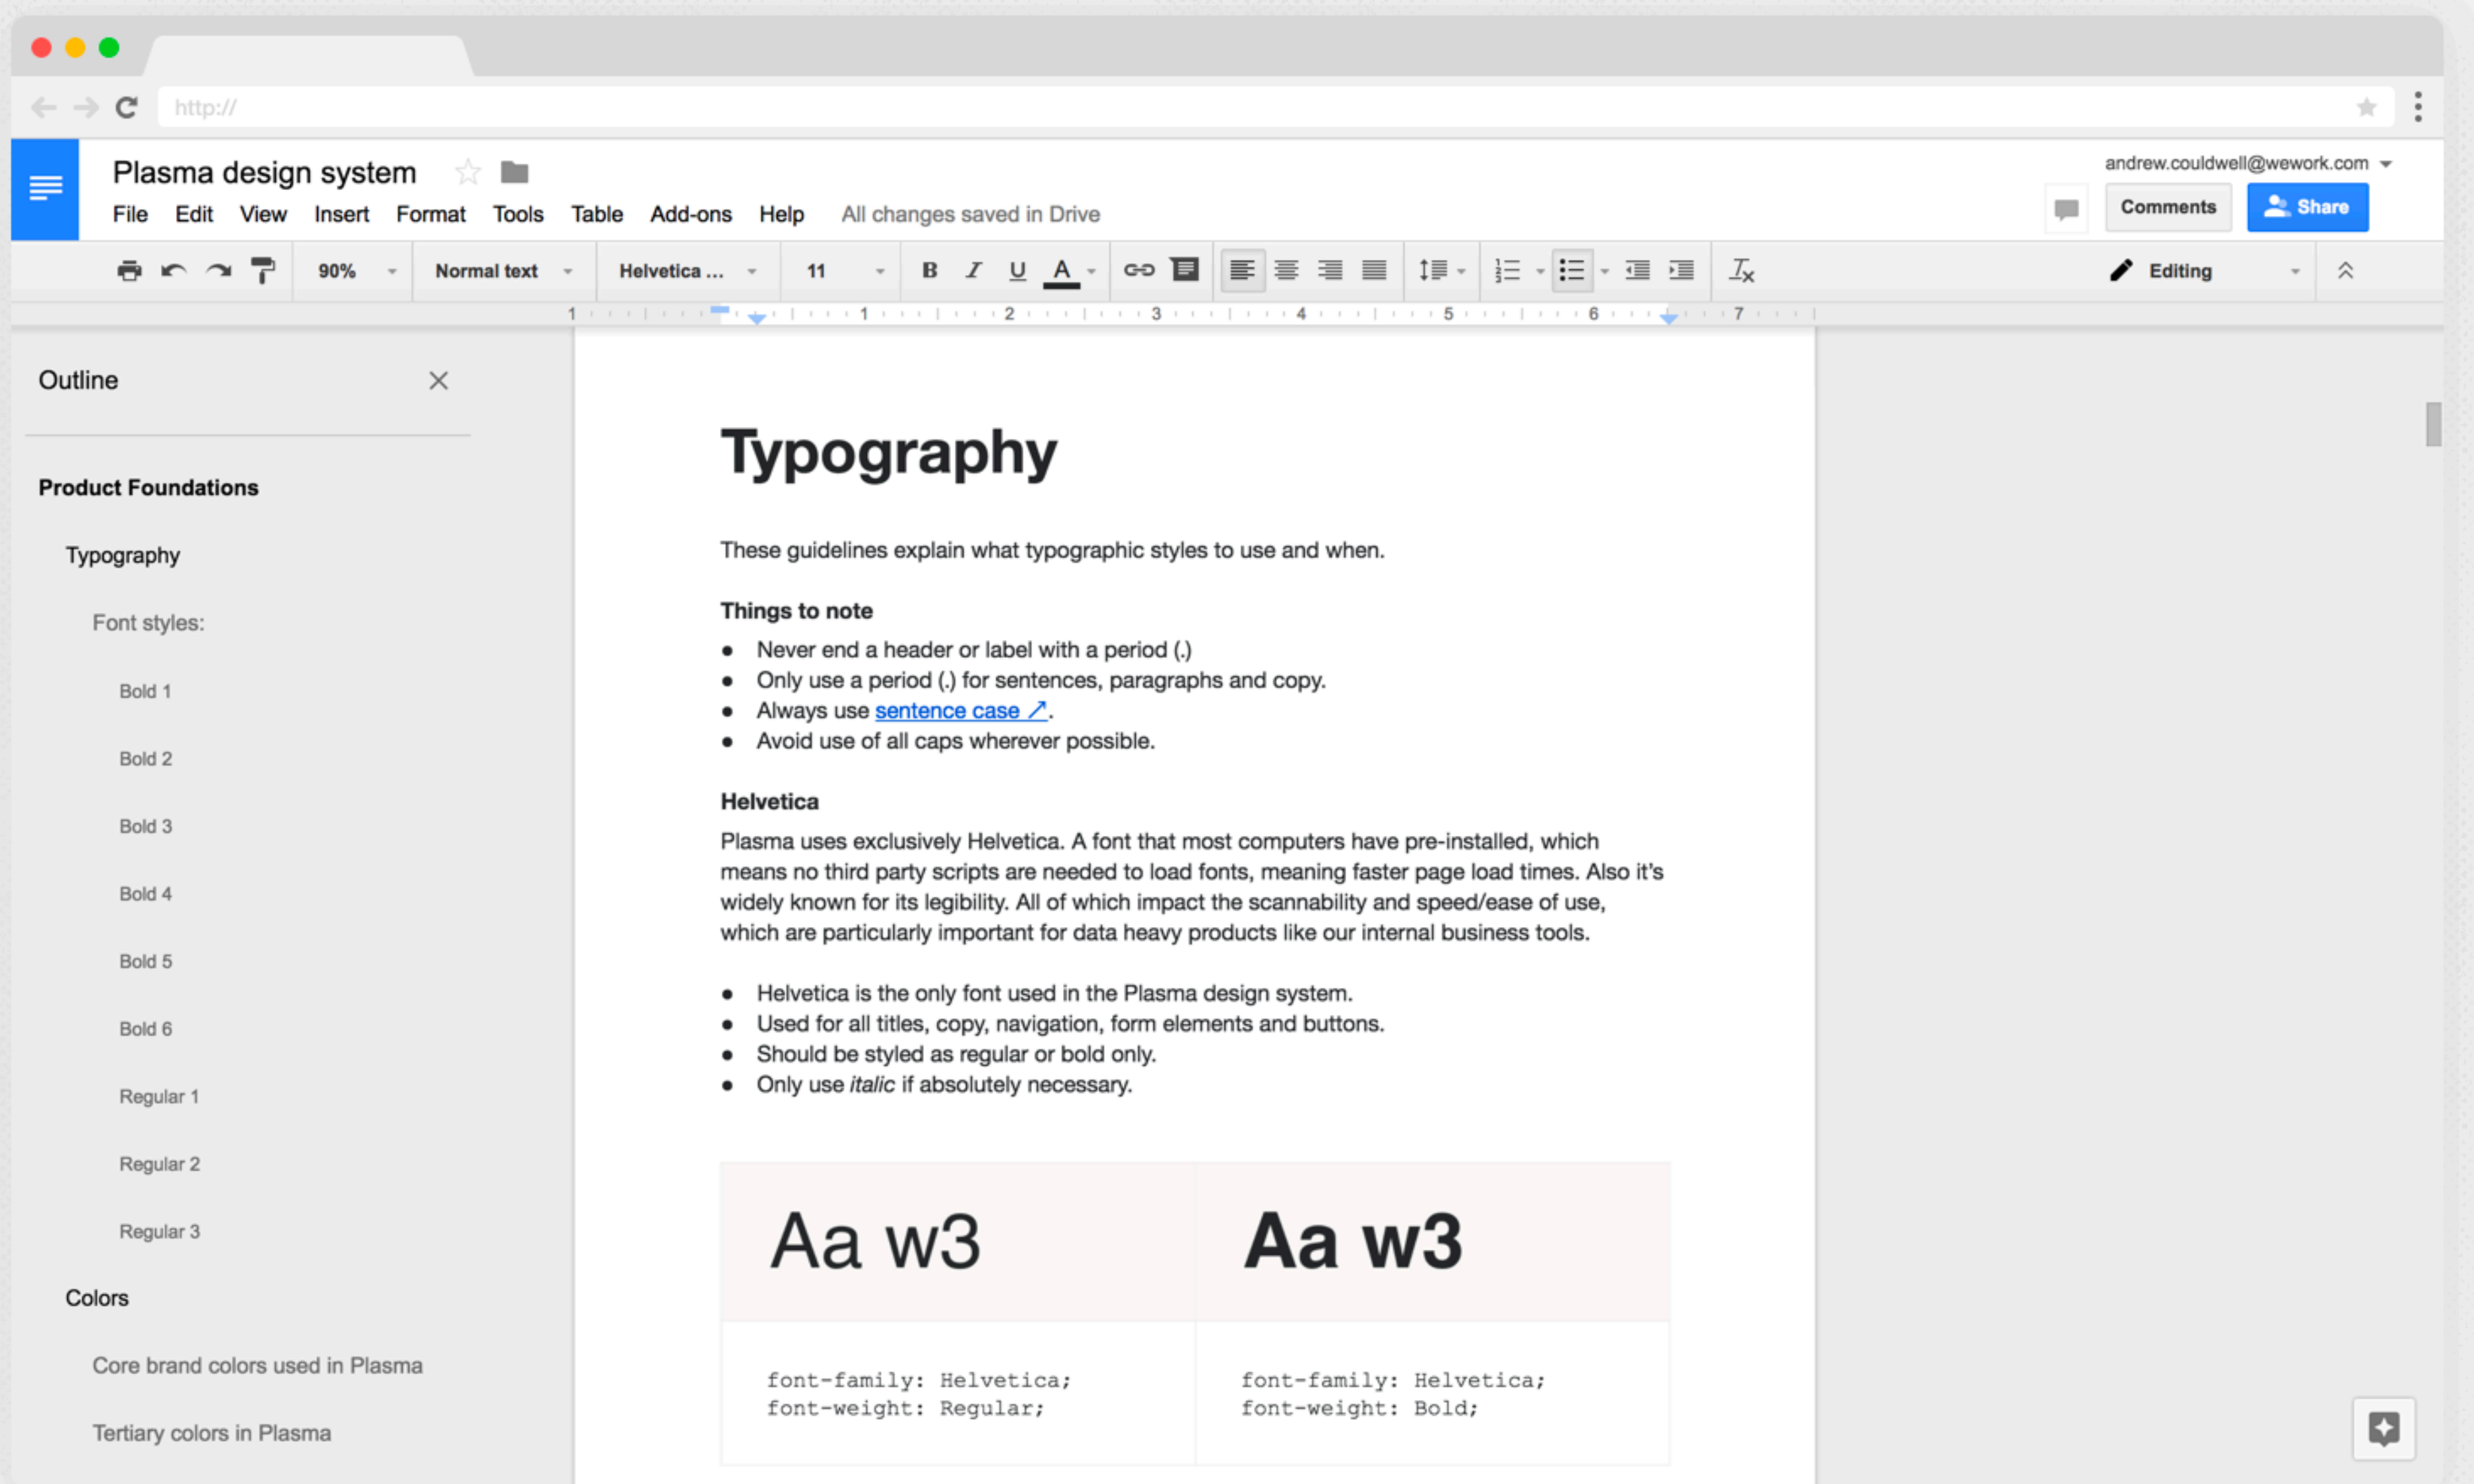 http://
Plasma design system
andrew.couldwell@wework.com
File Edit View Insert Format Tools Table Add-ons Help All changes saved in Drive
Comments Share
90% Normal text Helvetica ... 11 B I U A Editing
1 1 2 3 4 5 6 7
Outline
Product Foundations
Typography
Font styles:
Bold 1
Bold 2
Bold 3
Bold 4
Bold 5
Bold 6
Regular 1
Regular 2
Regular 3
Colors
Core brand colors used in Plasma
Tertiary colors in Plasma
Typography
These guidelines explain what typographic styles to use and when.
Things to note
● Never end a header or label with a period (.)
● Only use a period (.) for sentences, paragraphs and copy.
● Always use sentence case ↗.
● Avoid use of all caps wherever possible.
Helvetica
Plasma uses exclusively Helvetica. A font that most computers have pre-installed, which
means no third party scripts are needed to load fonts, meaning faster page load times. Also it's
widely known for its legibility. All of which impact the scannability and speed/ease of use,
which are particularly important for data heavy products like our internal business tools.
● Helvetica is the only font used in the Plasma design system.
● Used for all titles, copy, navigation, form elements and buttons.
● Should be styled as regular or bold only.
● Only use italic if absolutely necessary.
Aa w3 Aa w3
font-family: Helvetica; font-family: Helvetica;
font-weight: Regular; font-weight: Bold;